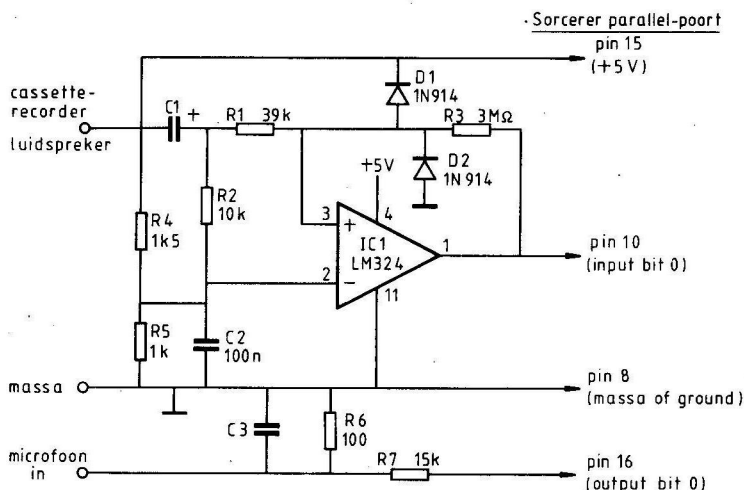 Sorcerer parallel-poort
pin 15
(+5V)
D1
1N914
cassette-
recorder
luidspreker
C1
+
R1 39k
R3 3MΩ
D2
1N914
+5V
R2
10k
R4
1k5
3
+
4
IC1
LM324
1
2
−
11
pin 10
(input bit 0)
R5
1k
C2
100n
massa
pin 8
(massa of ground)
C3
R6
100
microfoon
in
R7 15k
pin 16
(output bit 0)